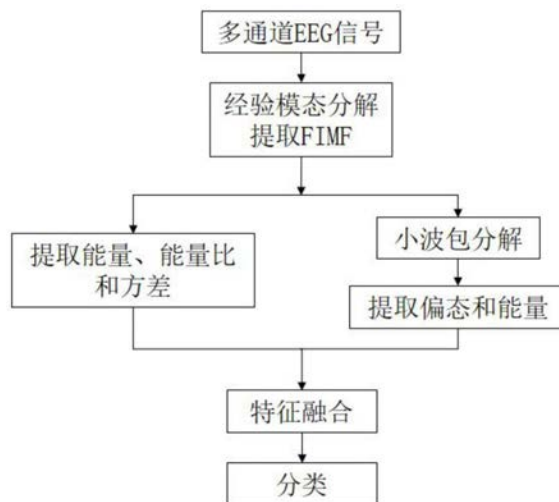 多通道EEG信号
经验模态分解
提取FIMF
提取能量、能量比
和方差
小波包分解
提取偏态和能量
特征融合
分类